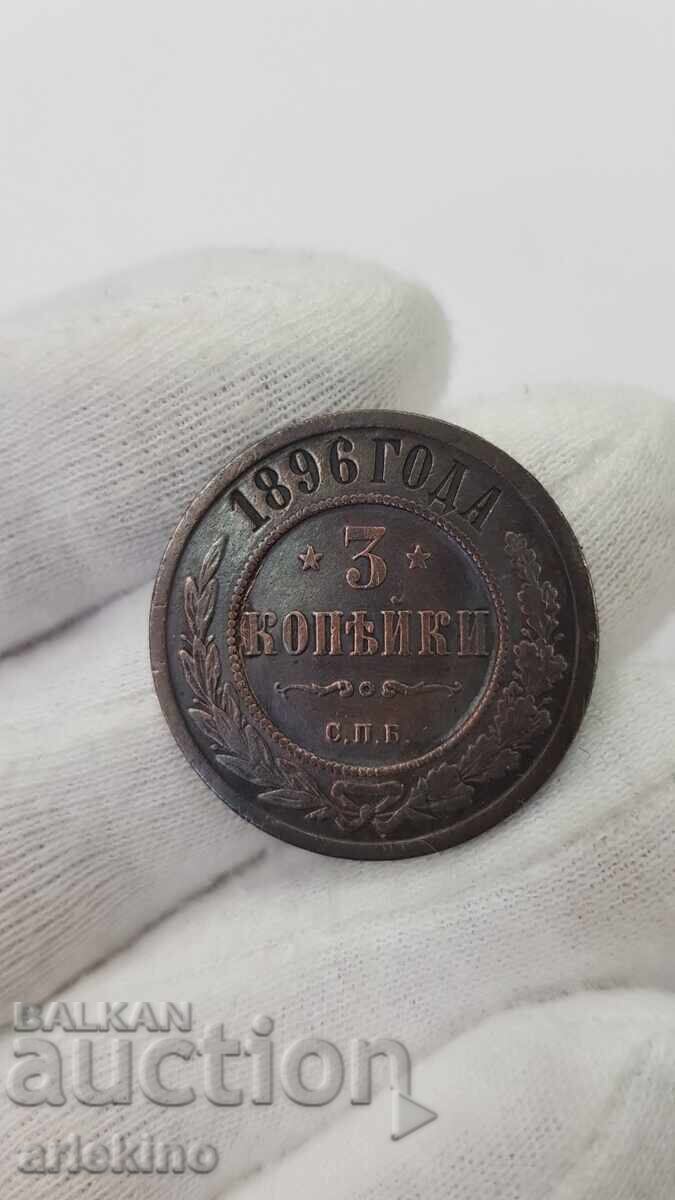 1896 ГОДА
3
КОПѢЙКИ
С.П.Б.
BALKAN
auction
arlekino